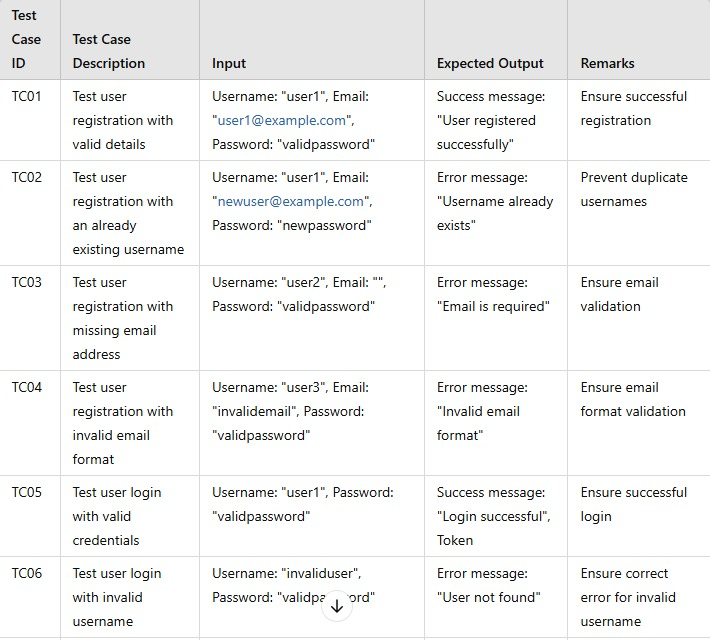 Test Case ID | Test Case Description | Input | Expected Output | Remarks
TC01 | Test user registration with valid details | Username: "user1", Email: "user1@example.com", Password: "validpassword" | Success message: "User registered successfully" | Ensure successful registration
TC02 | Test user registration with an already existing username | Username: "user1", Email: "newuser@example.com", Password: "newpassword" | Error message: "Username already exists" | Prevent duplicate usernames
TC03 | Test user registration with missing email address | Username: "user2", Email: "", Password: "validpassword" | Error message: "Email is required" | Ensure email validation
TC04 | Test user registration with invalid email format | Username: "user3", Email: "invalidemail", Password: "validpassword" | Error message: "Invalid email format" | Ensure email format validation
TC05 | Test user login with valid credentials | Username: "user1", Password: "validpassword" | Success message: "Login successful", Token | Ensure successful login
TC06 | Test user login with invalid username | Username: "invaliduser", Password: | Error message: "User not found" | Ensure correct error for invalid username